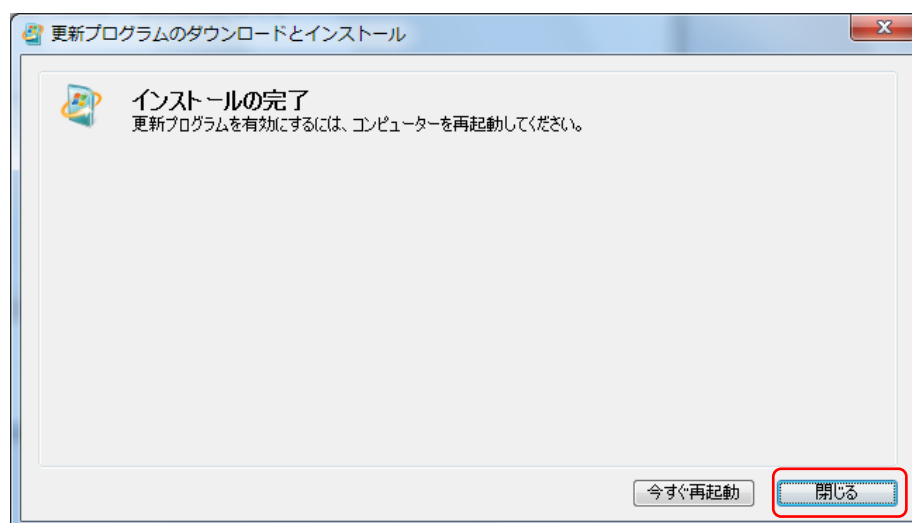 更新プログラムのダウンロードとインストール
インストールの完了
更新プログラムを有効にするには、コンピューターを再起動してください。
今すぐ再起動
閉じる